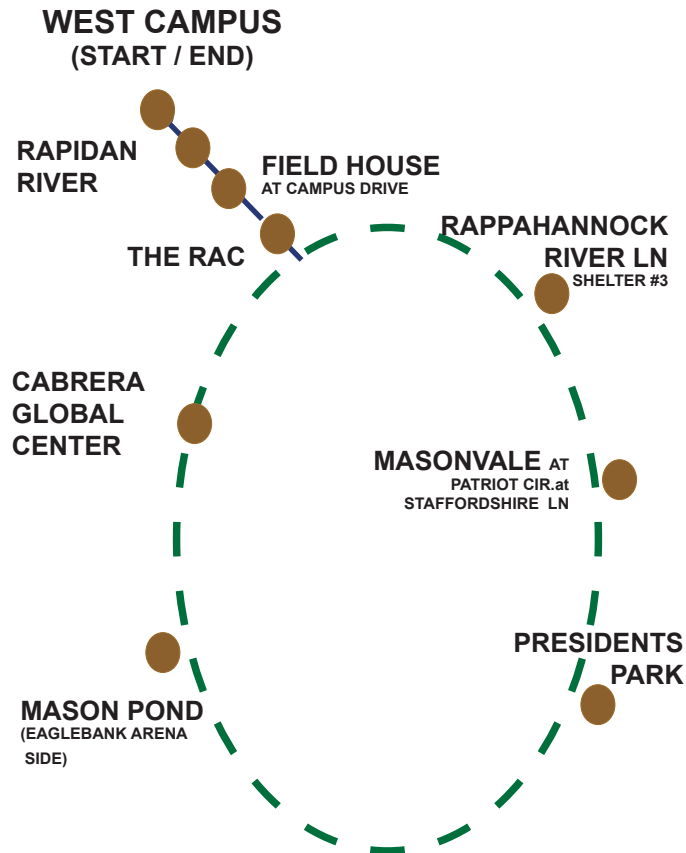 WEST CAMPUS
(START / END)
RAPIDAN
RIVER
FIELD HOUSE
AT CAMPUS DRIVE
THE RAC
RAPPAHANNOCK
RIVER LN
SHELTER #3
CABRERA
GLOBAL
CENTER
MASONVALE AT
PATRIOT CIR.at
STAFFORDSHIRE LN
PRESIDENTS
PARK
MASON POND
(EAGLEBANK ARENA
SIDE)